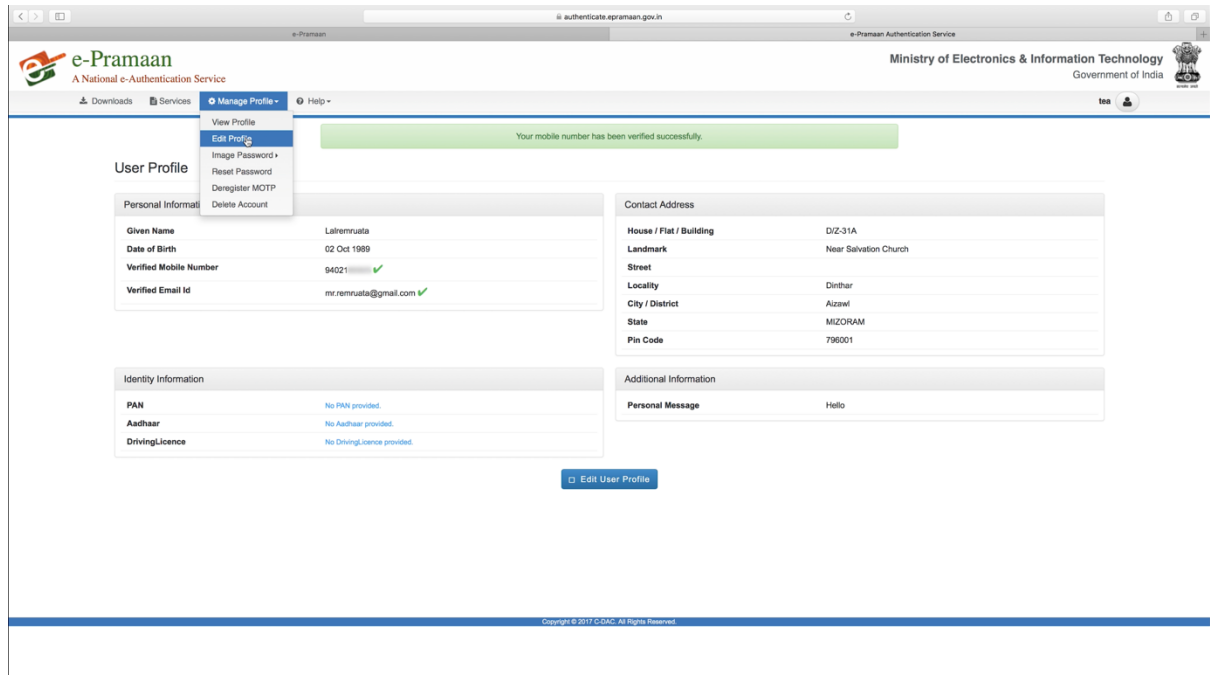 authenticate.epramaan.gov.in
e-Pramaan
e-Pramaan Authentication Service
e-Pramaan
A National e-Authentication Service
Ministry of Electronics & Information Technology
Government of India
Downloads Services Manage Profile Help
tea
View Profile
Edit Profile
Image Password
Reset Password
Deregister MOTP
Delete Account
Your mobile number has been verified successfully.
User Profile
Personal Informati
Given Name Lalremruata
Date of Birth 02 Oct 1989
Verified Mobile Number 94021
Verified Email Id mr.remruata@gmail.com
Contact Address
House / Flat / Building D/Z-31A
Landmark Near Salvation Church
Street
Locality Dinthar
City / District Aizawl
State MIZORAM
Pin Code 796001
Identity Information
PAN No PAN provided.
Aadhaar No Aadhaar provided.
DrivingLicence No DrivingLicence provided.
Additional Information
Personal Message Hello
Edit User Profile
Copyright © 2017 C-DAC. All Rights Reserved.